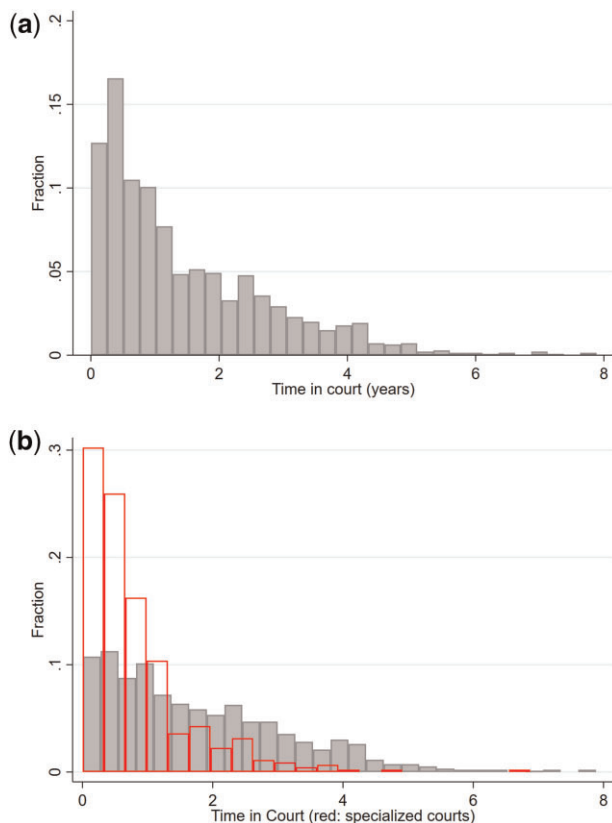 (a)
.2
.15
.1
.05
0
Fraction
0 2 4 6 8
Time in court (years)
(b)
.3
.2
.1
0
Fraction
0 2 4 6 8
Time in Court (red: specialized courts)